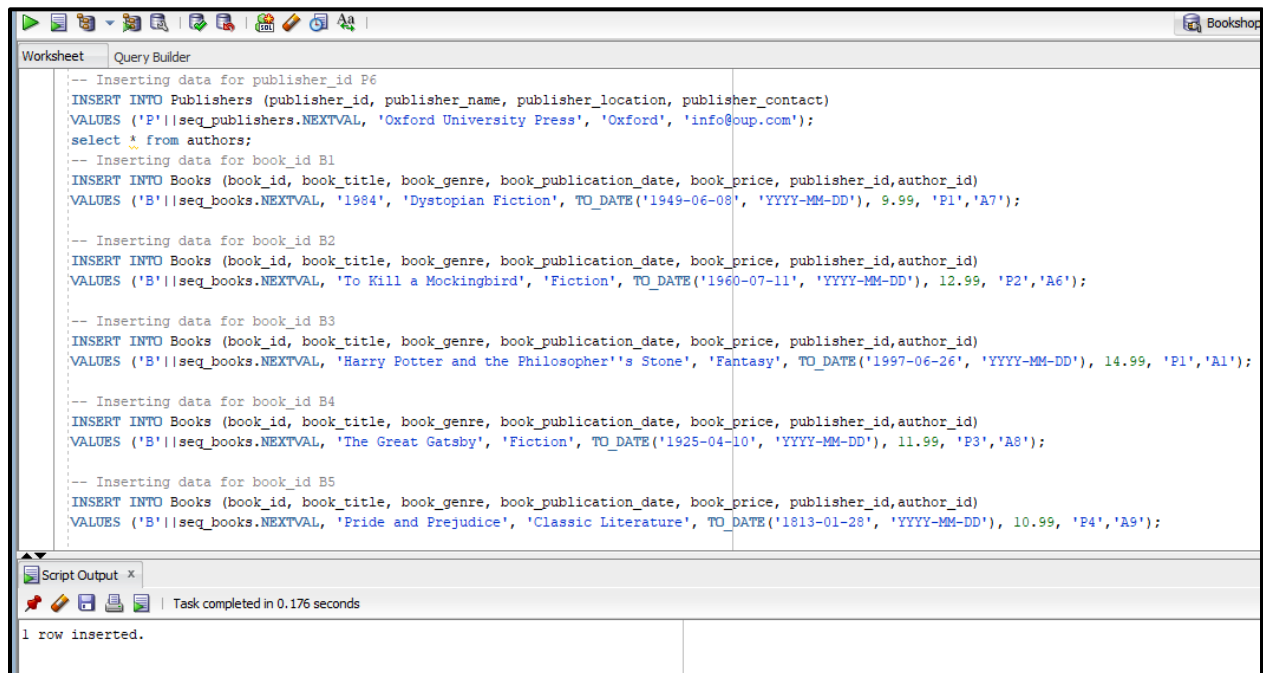 Bookshop
Worksheet Query Builder
-- Inserting data for publisher_id P6
INSERT INTO Publishers (publisher_id, publisher_name, publisher_location, publisher_contact)
VALUES ('P'||seq_publishers.NEXTVAL, 'Oxford University Press', 'Oxford', 'info@oup.com');
select * from authors;
-- Inserting data for book_id B1
INSERT INTO Books (book_id, book_title, book_genre, book_publication_date, book_price, publisher_id,author_id)
VALUES ('B'||seq_books.NEXTVAL, '1984', 'Dystopian Fiction', TO_DATE('1949-06-08', 'YYYY-MM-DD'), 9.99, 'P1','A7');
-- Inserting data for book_id B2
INSERT INTO Books (book_id, book_title, book_genre, book_publication_date, book_price, publisher_id,author_id)
VALUES ('B'||seq_books.NEXTVAL, 'To Kill a Mockingbird', 'Fiction', TO_DATE('1960-07-11', 'YYYY-MM-DD'), 12.99, 'P2','A6');
-- Inserting data for book_id B3
INSERT INTO Books (book_id, book_title, book_genre, book_publication_date, book_price, publisher_id,author_id)
VALUES ('B'||seq_books.NEXTVAL, 'Harry Potter and the Philosopher''s Stone', 'Fantasy', TO_DATE('1997-06-26', 'YYYY-MM-DD'), 14.99, 'P1','A1');
-- Inserting data for book_id B4
INSERT INTO Books (book_id, book_title, book_genre, book_publication_date, book_price, publisher_id,author_id)
VALUES ('B'||seq_books.NEXTVAL, 'The Great Gatsby', 'Fiction', TO_DATE('1925-04-10', 'YYYY-MM-DD'), 11.99, 'P3','A8');
-- Inserting data for book_id B5
INSERT INTO Books (book_id, book_title, book_genre, book_publication_date, book_price, publisher_id,author_id)
VALUES ('B'||seq_books.NEXTVAL, 'Pride and Prejudice', 'Classic Literature', TO_DATE('1813-01-28', 'YYYY-MM-DD'), 10.99, 'P4','A9');
Script Output x
Task completed in 0.176 seconds
1 row inserted.